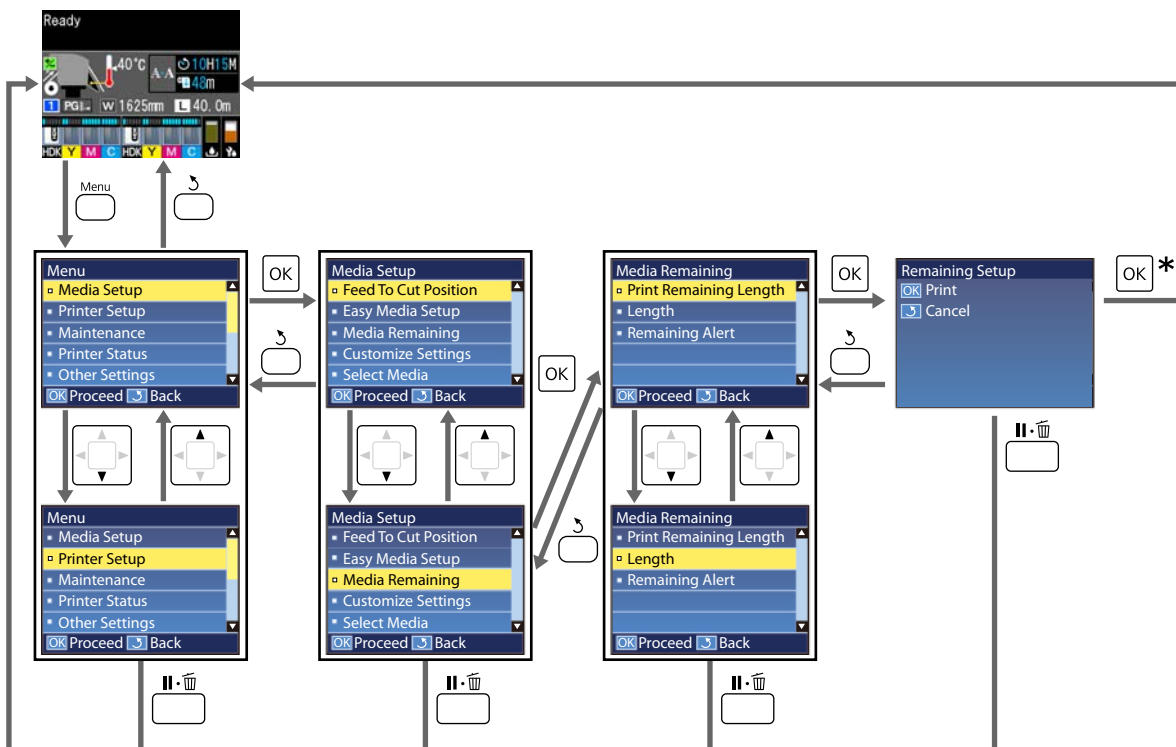 Ready
40°C
A A
10H15M
48m
1 PG W 1625mm L 40. 0m
HDK Y M C HDK Y M C
Menu
Menu
Media Setup
Printer Setup
Maintenance
Printer Status
Other Settings
OK Proceed Back
OK
Media Setup
Feed To Cut Position
Easy Media Setup
Media Remaining
Customize Settings
Select Media
OK Proceed Back
OK
Media Remaining
Print Remaining Length
Length
Remaining Alert
OK Proceed Back
OK
Remaining Setup
OK Print
Cancel
OK *
Menu
Media Setup
Printer Setup
Maintenance
Printer Status
Other Settings
OK Proceed Back
Media Setup
Feed To Cut Position
Easy Media Setup
Media Remaining
Customize Settings
Select Media
OK Proceed Back
Media Remaining
Print Remaining Length
Length
Remaining Alert
OK Proceed Back